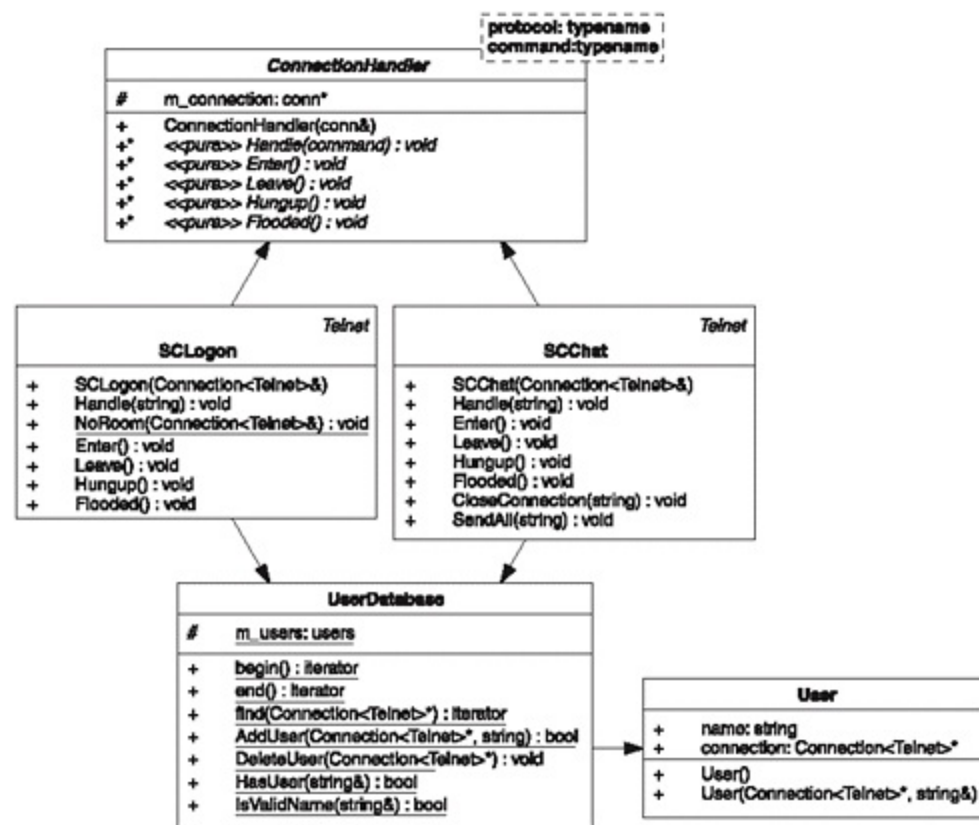 protocol: typename
command:typename
ConnectionHandler
# m_connection: conn*
+ ConnectionHandler(conn&)
+* <<pure>> Handle(command) : void
+* <<pure>> Enter() : void
+* <<pure>> Leave() : void
+* <<pure>> Hungup() : void
+* <<pure>> Flooded() : void
Telnet
SCLogon
+ SCLogon(Connection<Telnet>&)
+ Handle(string) : void
+ NoRoom(Connection<Telnet>&) : void
+ Enter() : void
+ Leave() : void
+ Hungup() : void
+ Flooded() : void
Telnet
SCChat
+ SCChat(Connection<Telnet>&)
+ Handle(string) : void
+ Enter() : void
+ Leave() : void
+ Hungup() : void
+ Flooded() : void
+ CloseConnection(string) : void
+ SendAll(string) : void
UserDatabase
# m_users: users
+ begin() : iterator
+ end() : iterator
+ find(Connection<Telnet>*) : iterator
+ AddUser(Connection<Telnet>*, string) : bool
+ DeleteUser(Connection<Telnet>*) : void
+ HasUser(string&) : bool
+ IsValidName(string&) : bool
User
+ name: string
+ connection: Connection<Telnet>*
+ User()
+ User(Connection<Telnet>*, string&)